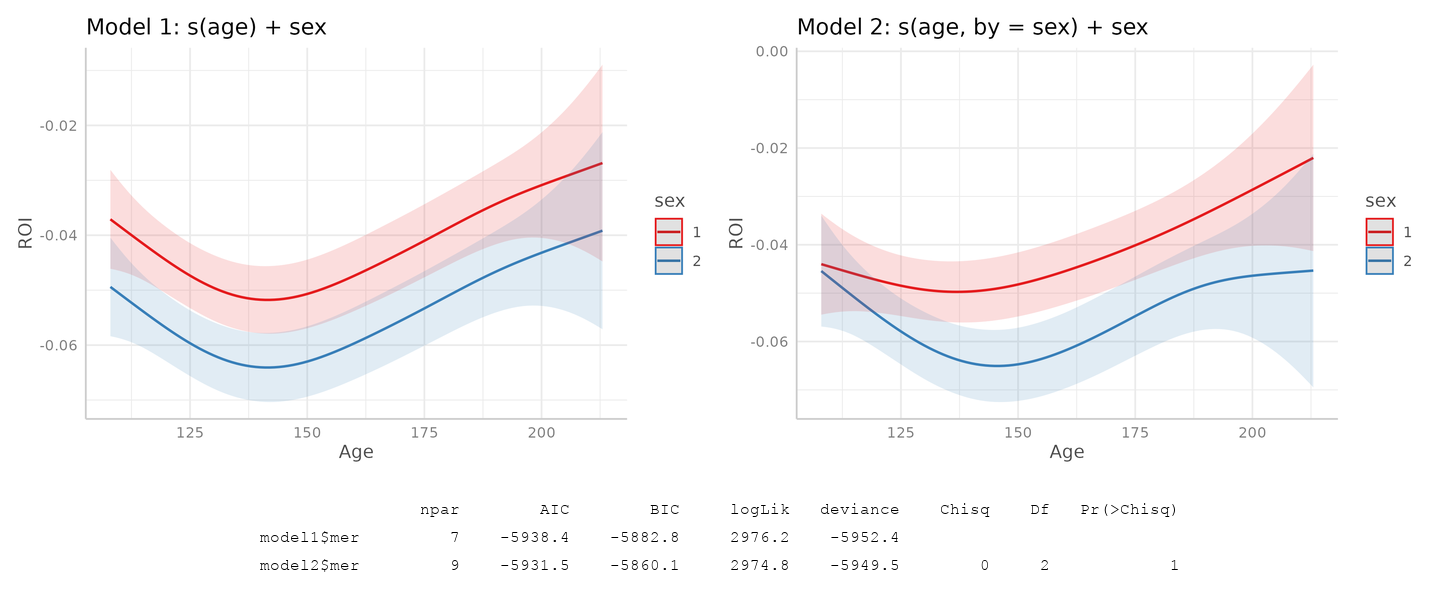 Model 1: s(age) + sex
-0.02
-0.04
-0.06
ROI
125 150 175 200
Age
sex
1
2
Model 2: s(age, by = sex) + sex
0.00
-0.02
-0.04
-0.06
ROI
125 150 175 200
Age
sex
1
2
npar AIC BIC logLik deviance Chisq Df Pr(>Chisq)
model1$mer 7 -5938.4 -5882.8 2976.2 -5952.4
model2$mer 9 -5931.5 -5860.1 2974.8 -5949.5 0 2 1